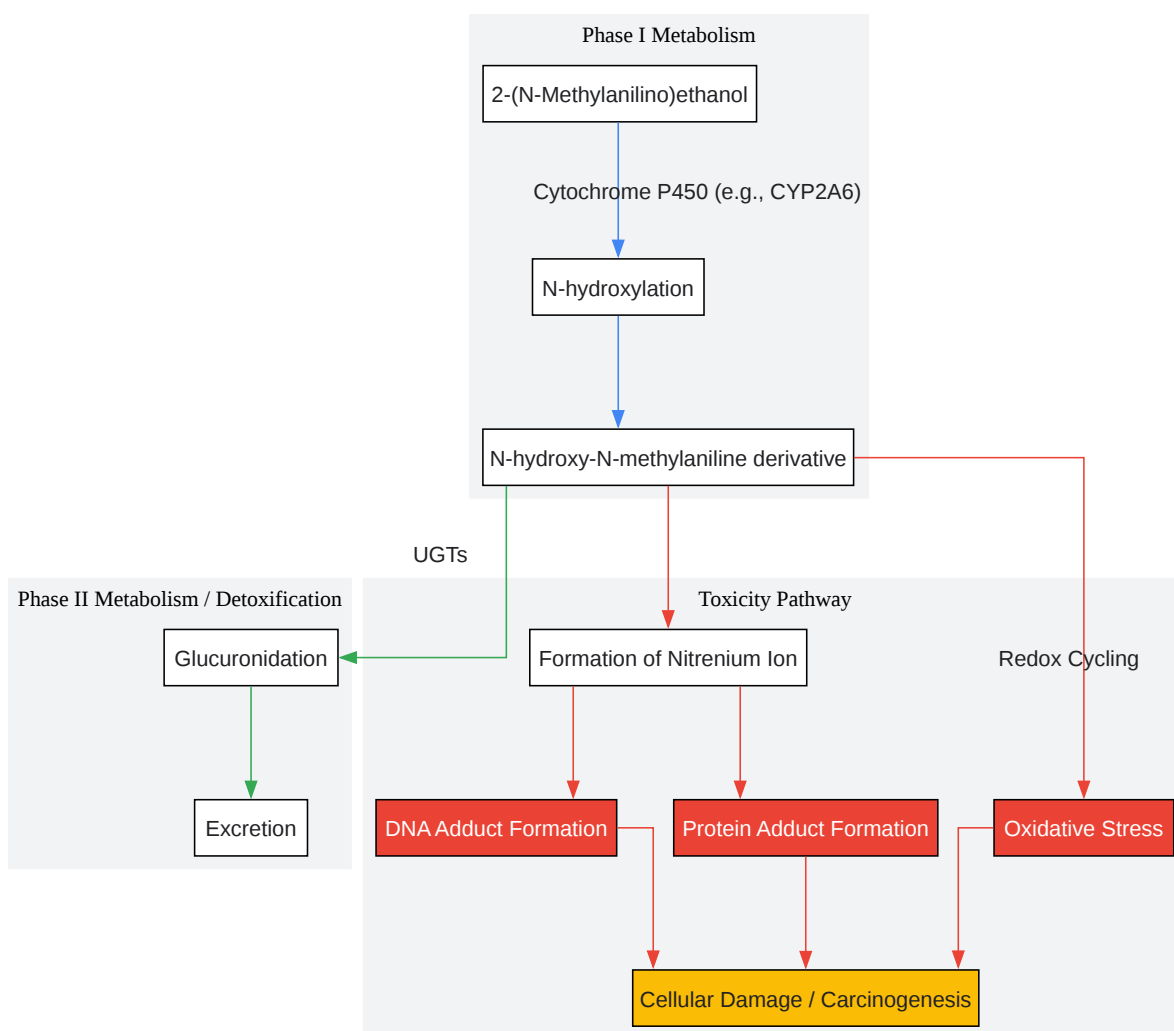 Phase I Metabolism
2-(N-Methylanilino)ethanol
Cytochrome P450 (e.g., CYP2A6)
N-hydroxylation
N-hydroxy-N-methylaniline derivative
UGTs
Phase II Metabolism / Detoxification
Toxicity Pathway
Glucuronidation
Formation of Nitrenium Ion
Redox Cycling
Excretion
DNA Adduct Formation
Protein Adduct Formation
Oxidative Stress
Cellular Damage / Carcinogenesis